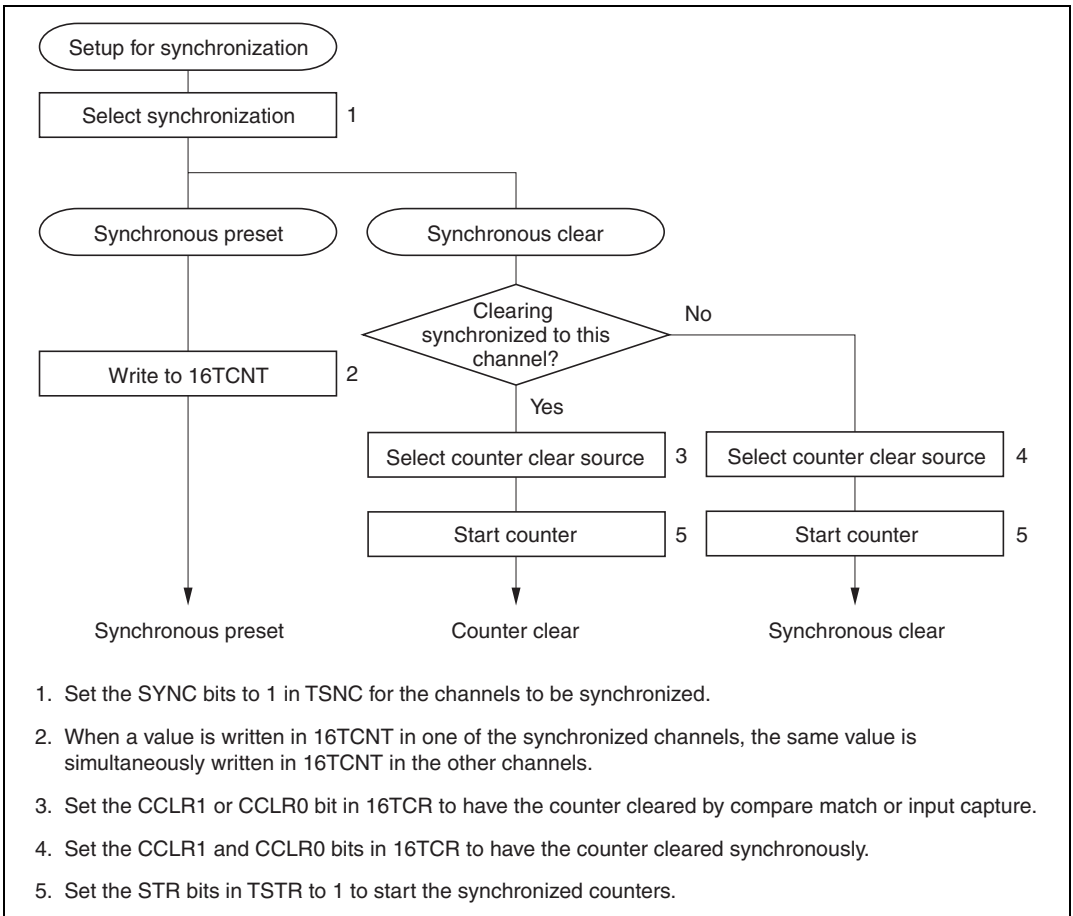 Setup for synchronization
Select synchronization 1
Synchronous preset
Synchronous clear
Clearing
synchronized to this
channel?
No
Write to 16TCNT 2
Yes
Select counter clear source 3
Select counter clear source 4
Start counter 5
Start counter 5
Synchronous preset
Counter clear
Synchronous clear
1. Set the SYNC bits to 1 in TSNC for the channels to be synchronized.
2. When a value is written in 16TCNT in one of the synchronized channels, the same value is
simultaneously written in 16TCNT in the other channels.
3. Set the CCLR1 or CCLR0 bit in 16TCR to have the counter cleared by compare match or input capture.
4. Set the CCLR1 and CCLR0 bits in 16TCR to have the counter cleared synchronously.
5. Set the STR bits in TSTR to 1 to start the synchronized counters.